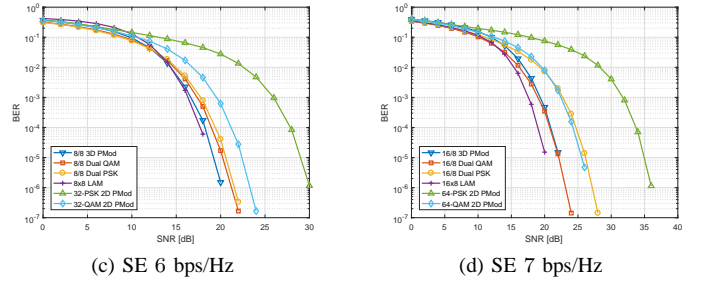 10^0
10^-1
10^-2
10^-3
10^-4
10^-5
10^-6
10^-7
BER
8/8 3D PMod
8/8 Dual QAM
8/8 Dual PSK
8x8 LAM
32-PSK 2D PMod
32-QAM 2D PMod
0 5 10 15 20 25 30
SNR [dB]
(c) SE 6 bps/Hz
10^0
10^-1
10^-2
10^-3
10^-4
10^-5
10^-6
10^-7
BER
16/8 3D PMod
16/8 Dual QAM
16/8 Dual PSK
16x8 LAM
64-PSK 2D PMod
64-QAM 2D PMod
0 5 10 15 20 25 30 35 40
SNR [dB]
(d) SE 7 bps/Hz